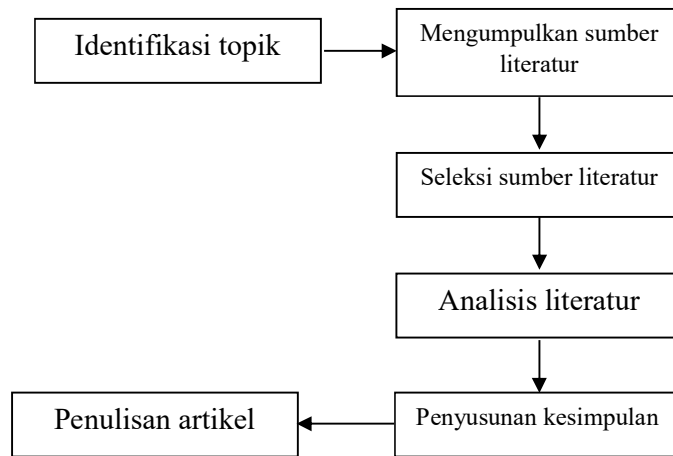 Identifikasi topik
Mengumpulkan sumber
literatur
Seleksi sumber literatur
Analisis literatur
Penyusunan kesimpulan
Penulisan artikel